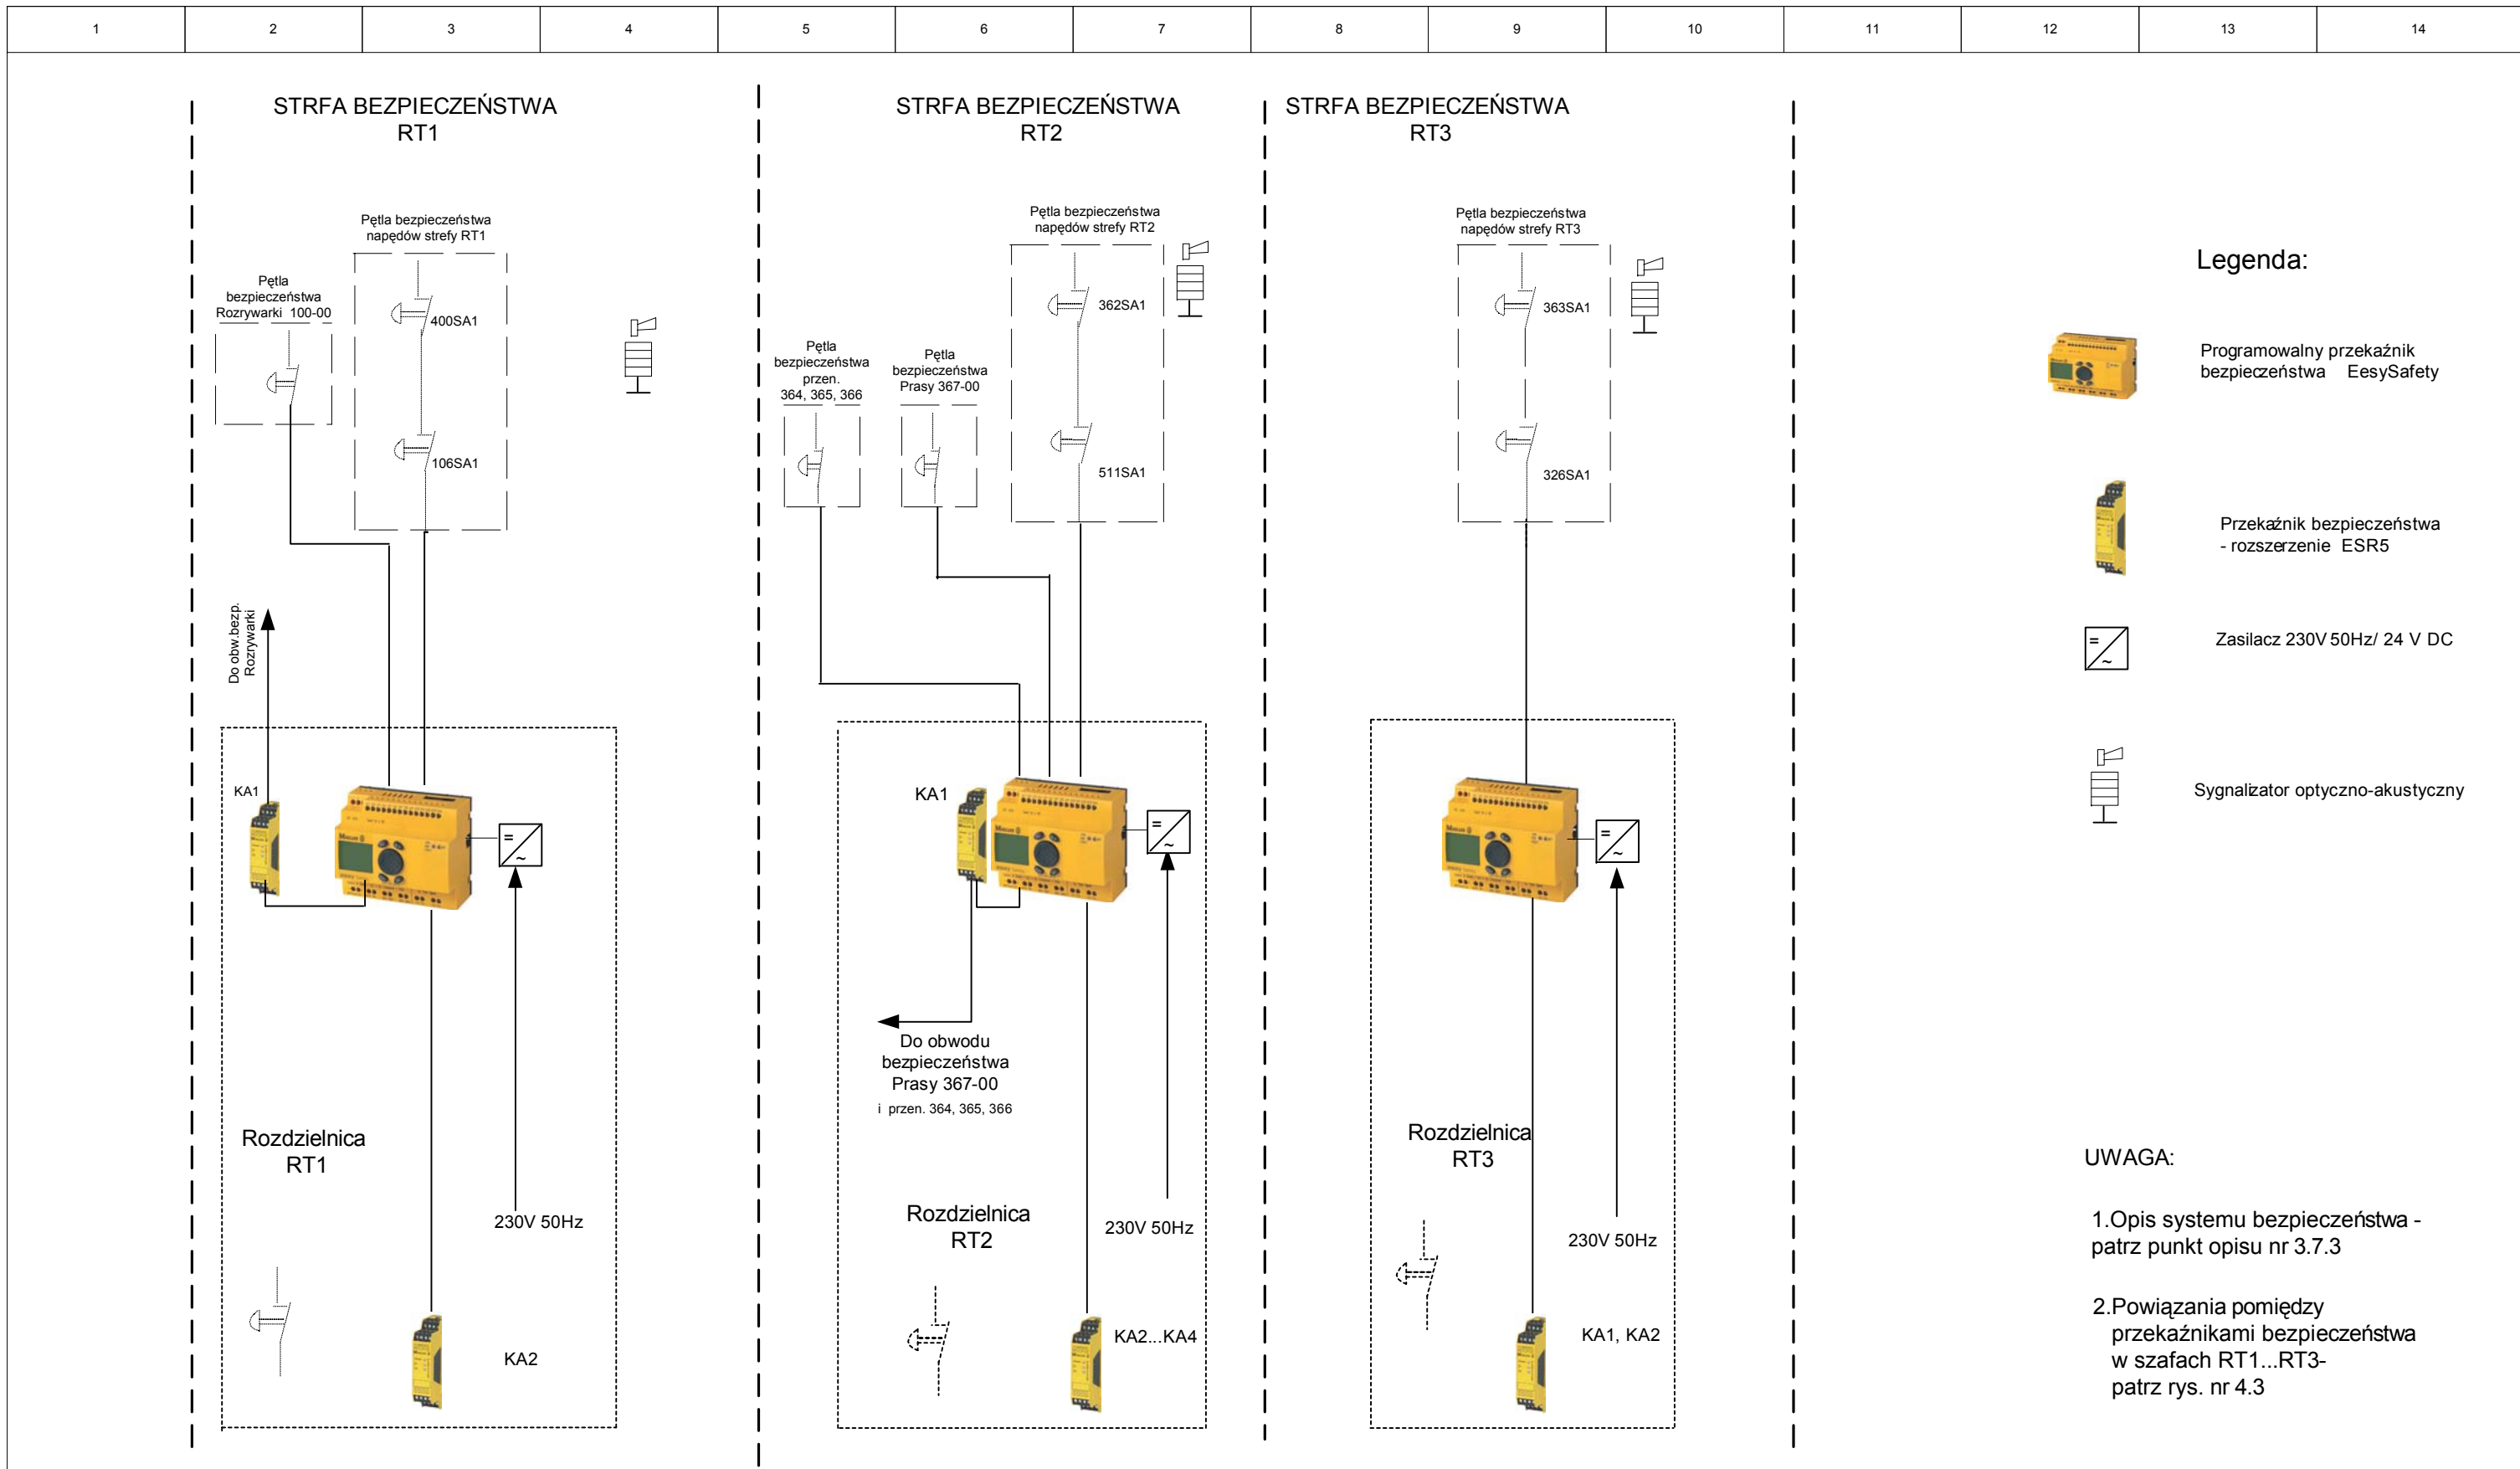 1 2 3 4 5 6 7 8 9 10 11 12 13 14
STRFA BEZPIECZEŃSTWA
RT1
Pętla bezpieczeństwa
napędów strefy RT1
Pętla
bezpieczeństwa
Rozrywarki 100-00
400SA1
106SA1
Do obw.bezp.
Rozrywarki
KA1
Rozdzielnica
RT1
230V 50Hz
KA2
STRFA BEZPIECZEŃSTWA
RT2
Pętla bezpieczeństwa
napędów strefy RT2
Pętla
bezpieczeństwa
przen.
364, 365, 366
Pętla
bezpieczeństwa
Prasy 367-00
362SA1
511SA1
KA1
Do obwodu
bezpieczeństwa
Prasy 367-00
i przen. 364, 365, 366
Rozdzielnica
RT2
230V 50Hz
KA2...KA4
STRFA BEZPIECZEŃSTWA
RT3
Pętla bezpieczeństwa
napędów strefy RT3
363SA1
326SA1
Rozdzielnica
RT3
230V 50Hz
KA1, KA2
Legenda:
Programowalny przekaźnik
bezpieczeństwa EesySafety
Przekaźnik bezpieczeństwa
- rozszerzenie ESR5
Zasilacz 230V 50Hz/ 24 V DC
Sygnalizator optyczno-akustyczny
UWAGA:
1.Opis systemu bezpieczeństwa -
patrz punkt opisu nr 3.7.3
2.Powiązania pomiędzy
przekaźnikami bezpieczeństwa
w szafach RT1...RT3-
patrz rys. nr 4.3